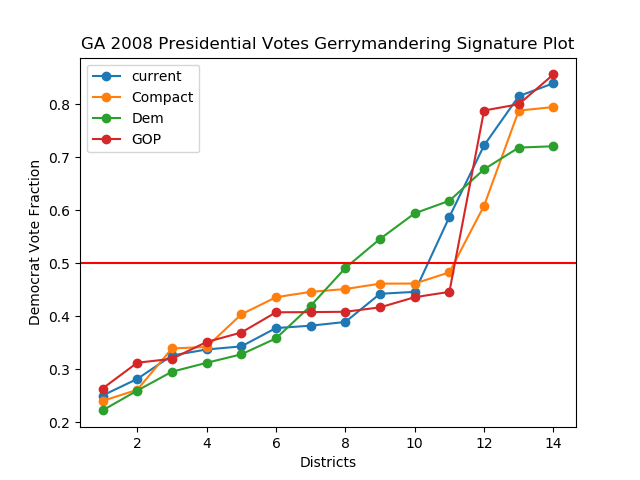 GA 2008 Presidential Votes Gerrymandering Signature Plot
current
Compact
Dem
GOP
Democrat Vote Fraction
0.8
0.7
0.6
0.5
0.4
0.3
0.2
2 4 6 8 10 12 14
Districts